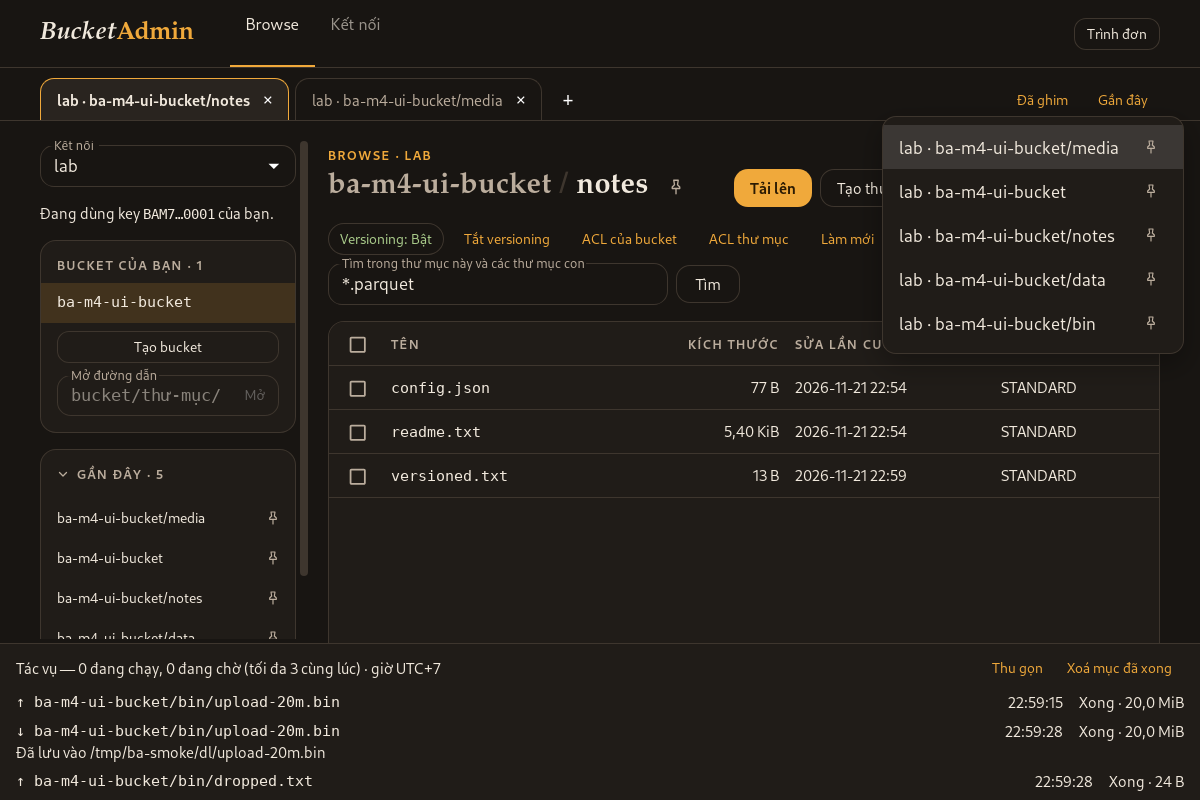 BucketAdmin
Browse
Kết nối
Trình đơn
lab · ba-m4-ui-bucket/notes ×
lab · ba-m4-ui-bucket/media ×
+
Đã ghim
Gần đây
lab · ba-m4-ui-bucket/media
lab · ba-m4-ui-bucket
lab · ba-m4-ui-bucket/notes
lab · ba-m4-ui-bucket/data
lab · ba-m4-ui-bucket/bin
Kết nối
lab
Đang dùng key BAM7…0001 của bạn.
BUCKET CỦA BẠN · 1
ba-m4-ui-bucket
Tạo bucket
Mở đường dẫn
bucket/thư-mục/ Mở
GẦN ĐÂY · 5
ba-m4-ui-bucket/media
ba-m4-ui-bucket
ba-m4-ui-bucket/notes
ba-m4-ui-bucket/data
BROWSE · LAB
ba-m4-ui-bucket / notes
Tải lên
Tạo
Versioning: Bật
Tắt versioning
ACL của bucket
ACL thư mục
Làm mới
Tìm trong thư mục này và các thư mục con
*.parquet
Tìm
TÊN KÍCH THƯỚC SỬA LẦN
config.json 77 B 2026-11-21 22:54 STANDARD
readme.txt 5,40 KiB 2026-11-21 22:54 STANDARD
versioned.txt 13 B 2026-11-21 22:59 STANDARD
Tác vụ — 0 đang chạy, 0 đang chờ (tối đa 3 cùng lúc) · giờ UTC+7
Thu gọn
Xoá mục đã xong
↑ ba-m4-ui-bucket/bin/upload-20m.bin 22:59:15 Xong · 20,0 MiB
↓ ba-m4-ui-bucket/bin/upload-20m.bin 22:59:28 Xong · 20,0 MiB
Đã lưu vào /tmp/ba-smoke/dl/upload-20m.bin
↑ ba-m4-ui-bucket/bin/dropped.txt 22:59:28 Xong · 24 B